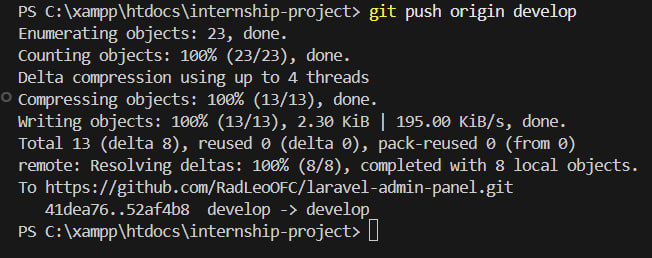 PS C:\xampp\htdocs\internship-project> git push origin develop
Enumerating objects: 23, done.
Counting objects: 100% (23/23), done.
Delta compression using up to 4 threads
Compressing objects: 100% (13/13), done.
Writing objects: 100% (13/13), 2.30 KiB | 195.00 KiB/s, done.
Total 13 (delta 8), reused 0 (delta 0), pack-reused 0 (from 0)
remote: Resolving deltas: 100% (8/8), completed with 8 local objects.
To https://github.com/RadLeoOFC/laravel-admin-panel.git
   41dea76..52af4b8  develop -> develop
PS C:\xampp\htdocs\internship-project>